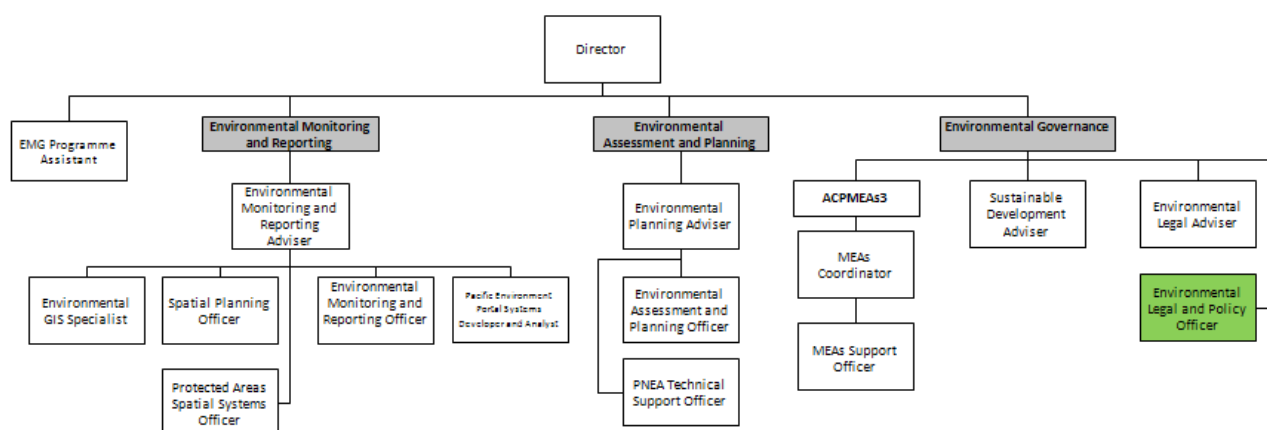 Director
EMG Programme
Assistant
Environmental Monitoring
and Reporting
Environmental
Assessment and Planning
Environmental Governance
Environmental
Monitoring and
Reporting
Adviser
Environmental
Planning Adviser
ACPMEAs3
Sustainable
Development
Adviser
Environmental
Legal Adviser
MEAs
Coordinator
Environmental
GIS Specialist
Spatial Planning
Officer
Environmental
Monitoring and
Reporting Officer
Pacific Environment
Portal Systems
Developer and Analyst
Environmental
Assessment and
Planning Officer
Environmental
Legal and Policy
Officer
MEAs Support
Officer
Protected Areas
Spatial Systems
Officer
PNEA Technical
Support Officer